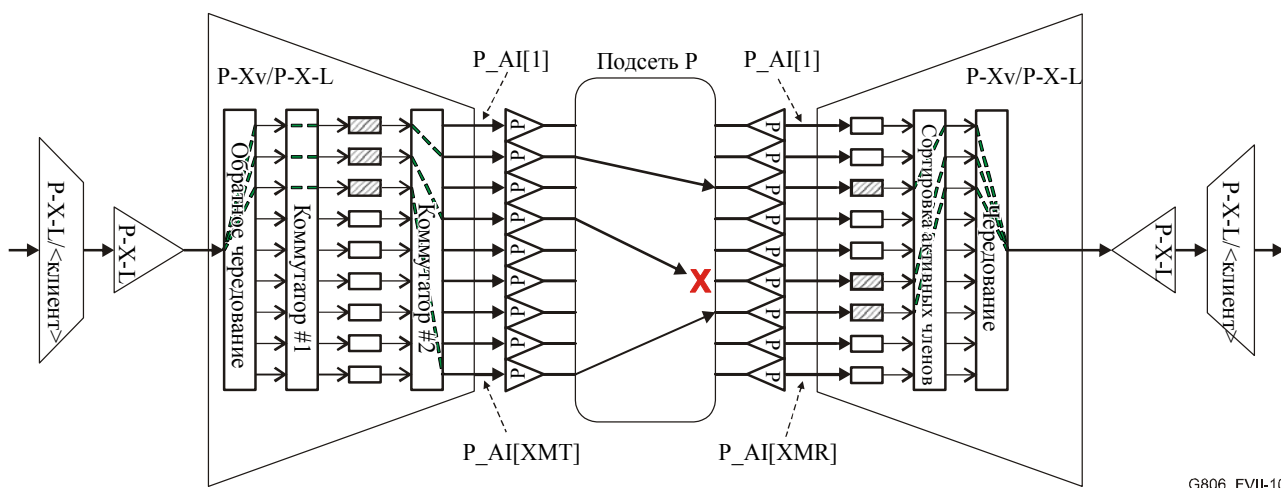 P-X-L/<клиент>
P-X-L
P-Xv/P-X-L
Обратное чередование
Коммутатор #1
Коммутатор #2
P_AI[1]
P_AI[XMT]
P
P
P
P
P
P
P
P
P
Подсеть P
X
P
P
P
P
P
P
P
P
P
P_AI[1]
P_AI[XMR]
P-Xv/P-X-L
Сортировка активных членов
Чередование
P-X-L
P-X-L/<клиент>
G806_FVII-10